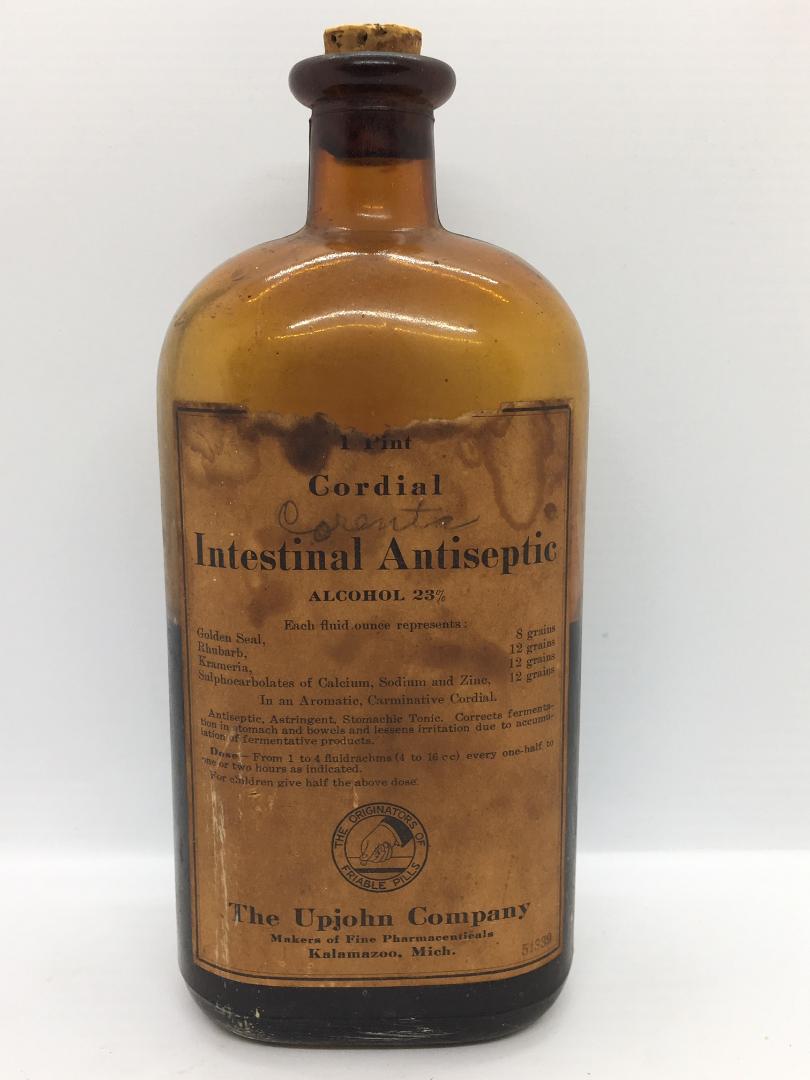 1 Pint
Cordial
Intestinal Antiseptic
ALCOHOL 23%
Each fluid ounce represents:
Golden Seal, 8 grains
Rhubarb, 12 grains
Krameria, 12 grains
Sulphocarbolates of Calcium, Sodium and Zinc, 12 grains
In an Aromatic, Carminative Cordial.
Antiseptic, Astringent, Stomachic Tonic. Corrects fermenta-
tion in stomach and bowels and lessens irritation due to accumu-
lation of fermentative products.
Dose—From 1 to 4 fluidrachms (4 to 16 cc) every one-half to
one or two hours as indicated.
For children give half the above dose.
THE ORIGINATORS OF
FRIABLE PILLS
The Upjohn Company
Makers of Fine Pharmaceuticals
Kalamazoo, Mich.
51339